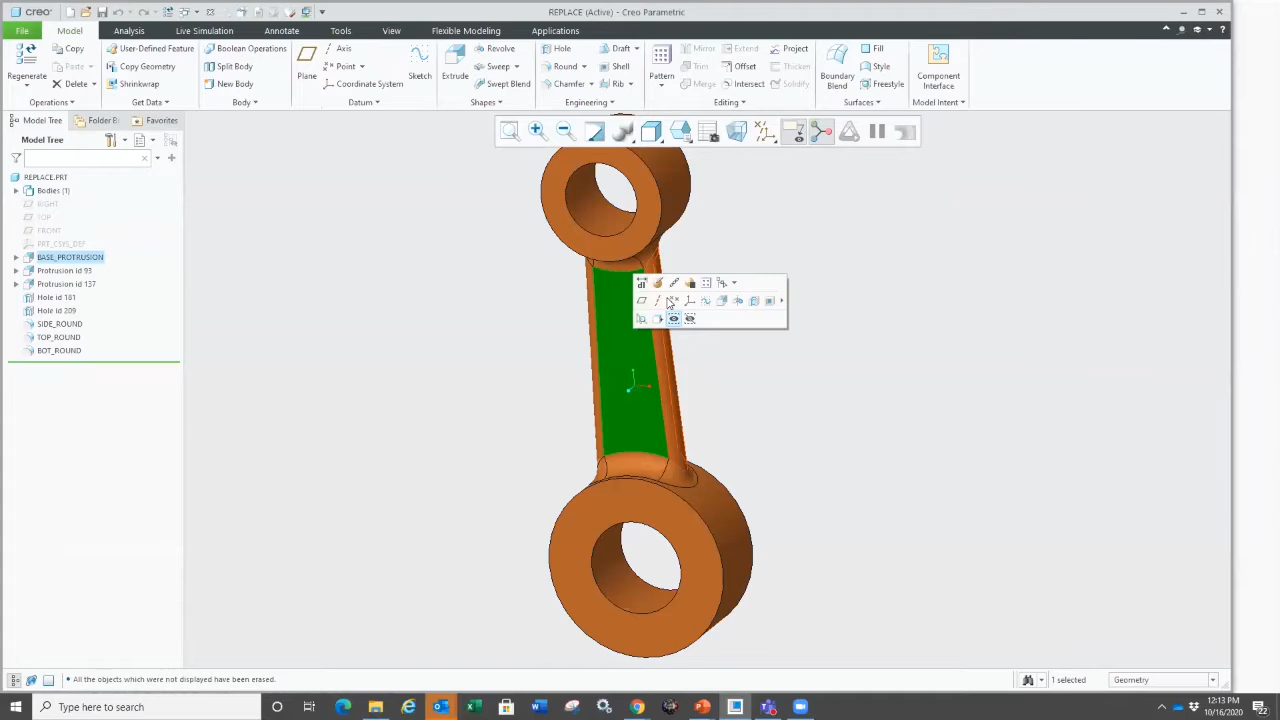 creo
REPLACE (Active) - Creo Parametric
File Model Analysis Live Simulation Annotate Tools View Flexible Modeling Applications
Regenerate
Copy
Paste
Delete
Operations
User-Defined Feature
Copy Geometry
Shrinkwrap
Get Data
Boolean Operations
Split Body
New Body
Body
Plane
Axis
Point
Coordinate System
Sketch
Datum
Extrude
Revolve
Sweep
Swept Blend
Shapes
Hole
Round
Chamfer
Draft
Shell
Rib
Engineering
Pattern
Mirror
Trim
Merge
Extend
Offset
Intersect
Project
Thicken
Solidify
Editing
Boundary
Blend
Fill
Style
Freestyle
Surfaces
Component
Interface
Model Intent
Model Tree
Folder B
Favorites
Model Tree
REPLACE.PRT
Bodies (1)
RIGHT
TOP
FRONT
PRT_CSYS_DEF
BASE_PROTRUSION
Protrusion id 93
Protrusion id 137
Hole id 181
Hole id 209
SIDE_ROUND
TOP_ROUND
BOT_ROUND
• All the objects which were not displayed have been erased.
1 selected
Geometry
Type here to search
12:13 PM
10/16/2020
22